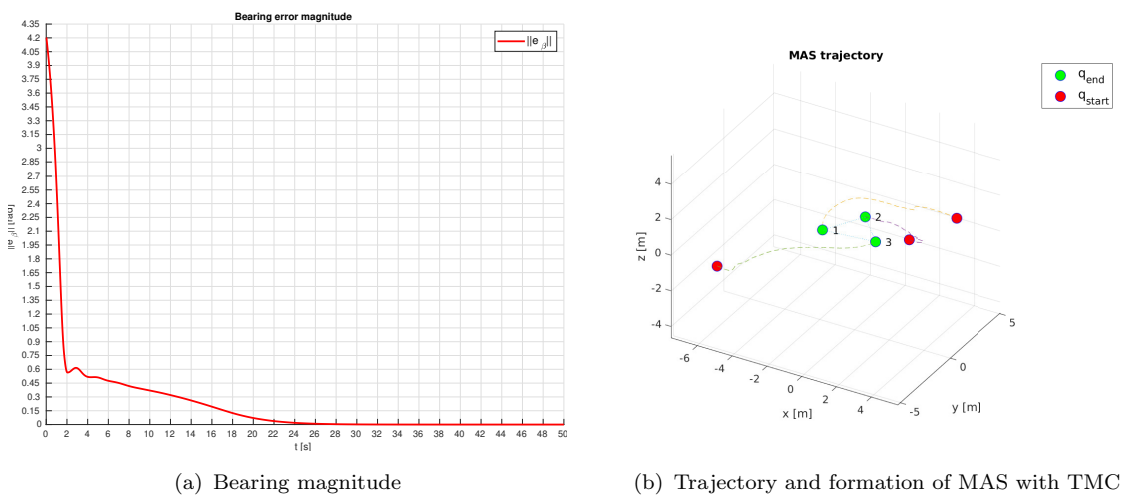 Bearing error magnitude
||e β||
4.35
4.2
4.05
3.9
3.75
3.6
3.45
3.3
3.15
3
2.85
2.7
2.55
2.4
2.25
2.1
1.95
1.8
1.65
1.5
1.35
1.2
1.05
0.9
0.75
0.6
0.45
0.3
0.15
0
||e β|| [rad]
0 2 4 6 8 10 12 14 16 18 20 22 24 26 28 30 32 34 36 38 40 42 44 46 48 50
t [s]
(a) Bearing magnitude
MAS trajectory
q end
q start
4
2
0
-2
-4
z [m]
1
2
3
-6 -4 -2 0 2 4
x [m]
-5 0 5
y [m]
(b) Trajectory and formation of MAS with TMC